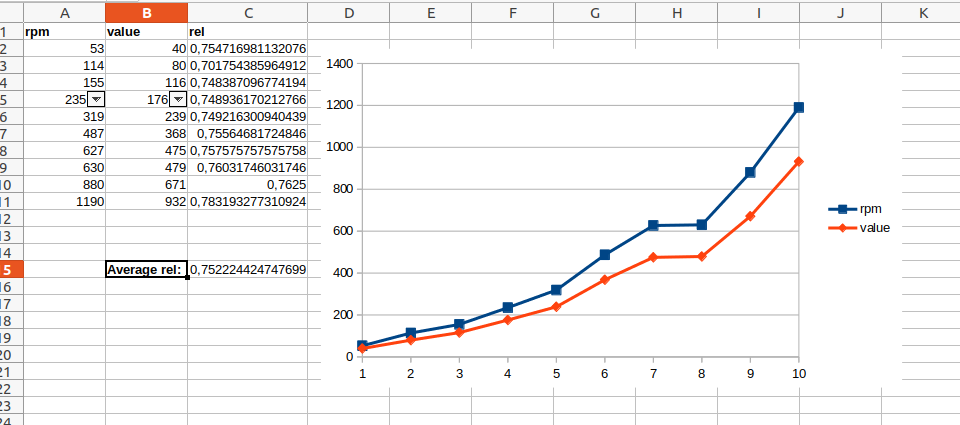 A B C D E F G H I J K
1 rpm value rel
2 53 40 0,754716981132076
3 114 80 0,701754385964912
4 155 116 0,748387096774194
5 235 176 0,748936170212766
6 319 239 0,749216300940439
7 487 368 0,75564681724846
8 627 475 0,757575757575758
9 630 479 0,76031746031746
10 880 671 0,7625
11 1190 932 0,783193277310924
12
13
14
15 Average rel: 0,752224424747699
16
17
18
19
20
21
22
23
24
1400
1200
1000
800
600
400
200
0
1 2 3 4 5 6 7 8 9 10
rpm
value